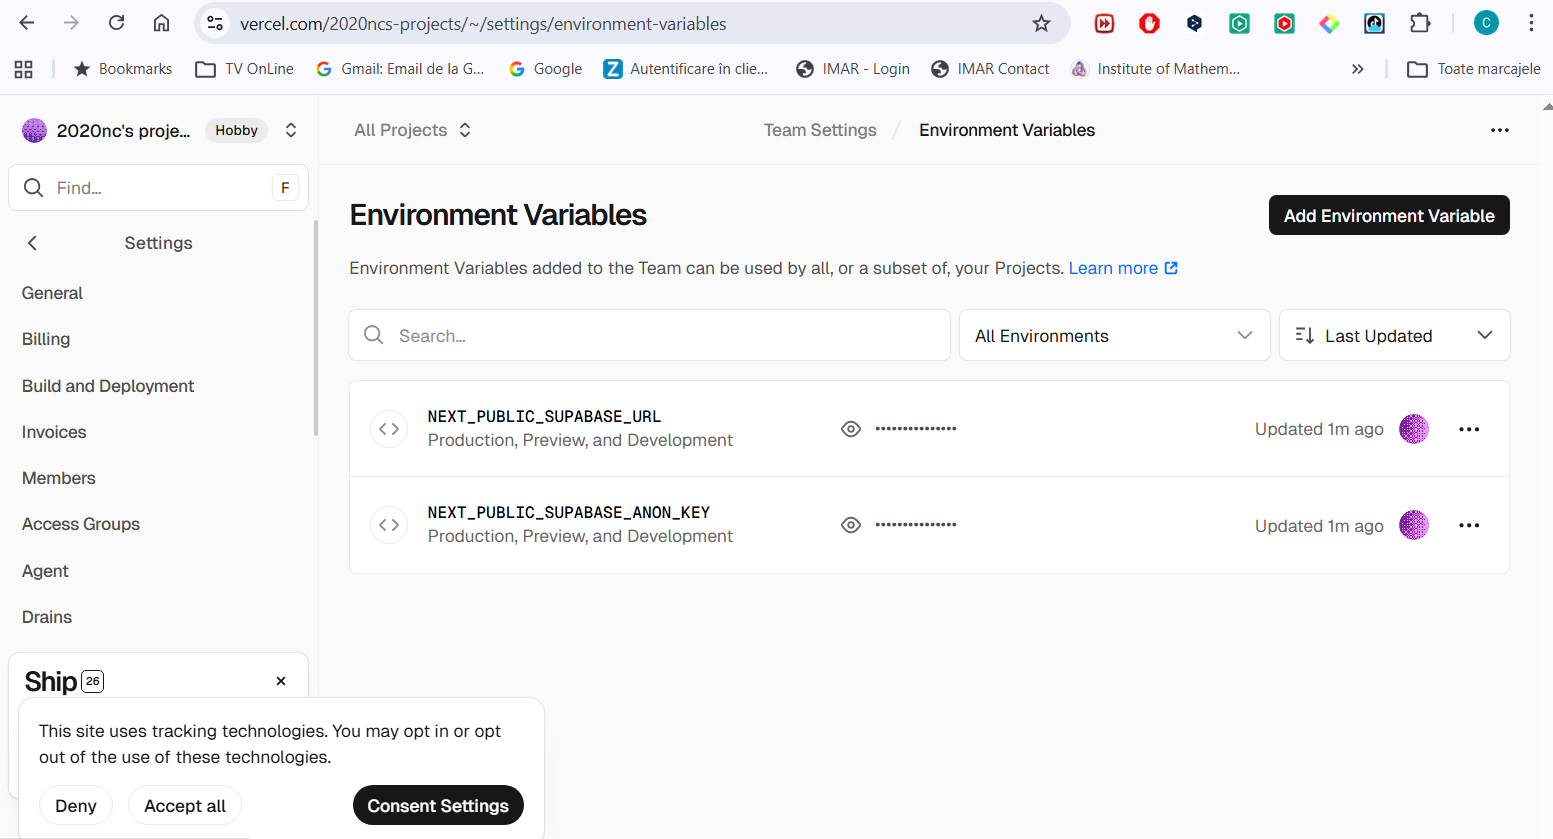 vercel.com/2020ncs-projects/~/settings/environment-variables
C
Bookmarks
TV OnLine
Gmail: Email de la G...
Google
Z
Autentificare în clie...
IMAR - Login
IMAR Contact
Institute of Mathem...
Toate marcajele
2020nc's proje...
Hobby
All Projects
Team Settings / Environment Variables
Find...
F
Settings
General
Billing
Build and Deployment
Invoices
Members
Access Groups
Agent
Drains
Ship 26
This site uses tracking technologies. You may opt in or opt
out of the use of these technologies.
Deny
Accept all
Consent Settings
Environment Variables
Add Environment Variable
Environment Variables added to the Team can be used by all, or a subset of, your Projects. Learn more
Search...
All Environments
Last Updated
NEXT_PUBLIC_SUPABASE_URL
Production, Preview, and Development
Updated 1m ago
NEXT_PUBLIC_SUPABASE_ANON_KEY
Production, Preview, and Development
Updated 1m ago